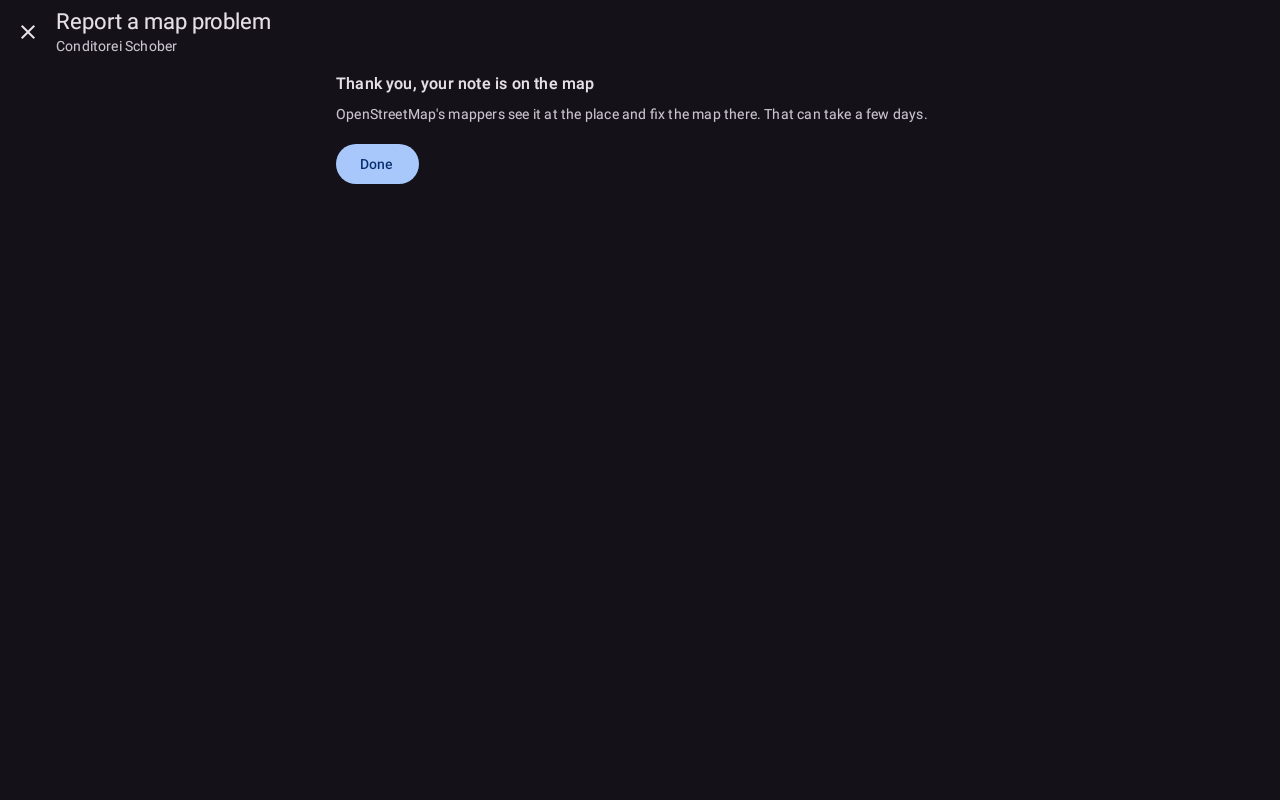 Report a map problem
Conditorei Schober
Thank you, your note is on the map
OpenStreetMap's mappers see it at the place and fix the map there. That can take a few days.
Done